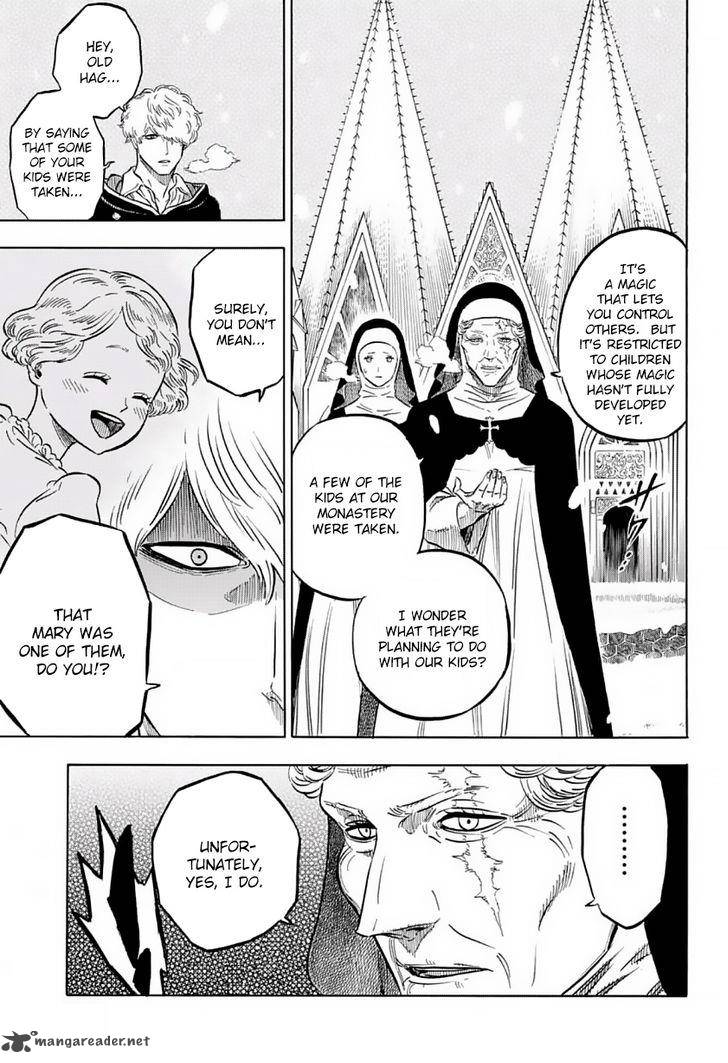 IT'S
A MAGIC
THAT LETS
YOU CONTROL
OTHERS. BUT
IT'S RESTRICTED
TO CHILDREN
WHOSE MAGIC
HASN'T FULLY
DEVELOPED
YET.
A FEW OF THE
KIDS AT OUR
MONASTERY
WERE TAKEN.
I WONDER
WHAT THEY'RE
PLANNING TO DO
WITH OUR KIDS?
HEY,
OLD
HAG...
BY SAYING
THAT SOME
OF YOUR
KIDS WERE
TAKEN...
SURELY,
YOU DON'T
MEAN...
THAT
MARY WAS
ONE OF THEM,
DO YOU!?
........
UNFOR-
TUNATELY,
YES, I DO.
mangareader.net